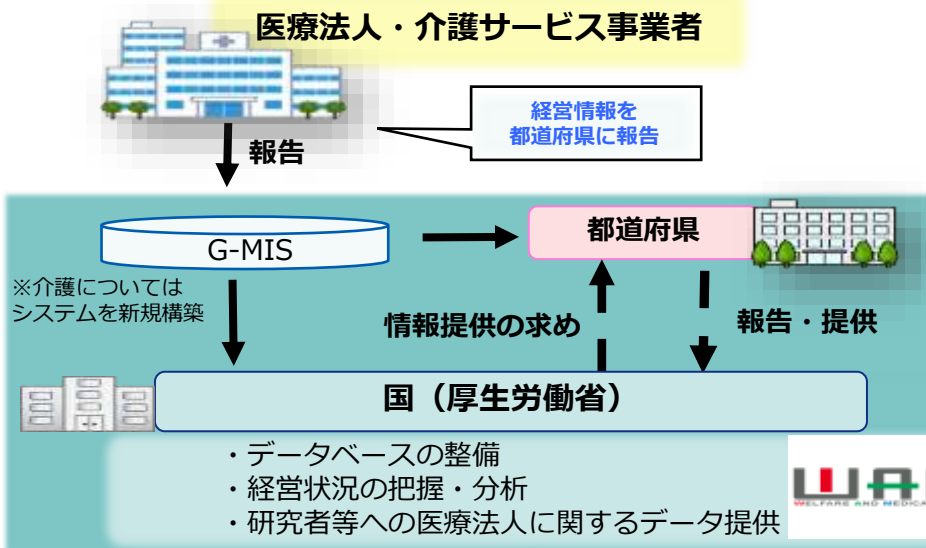 医療法人・介護サービス事業者
経営情報を
都道府県に報告
報告
G-MIS
都道府県
※介護については
システムを新規構築
情報提供の求め
報告・提供
国（厚生労働省）
・データベースの整備
・経営状況の把握・分析
・研究者等への医療法人に関するデータ提供
WA
WELFARE AND MEDICA